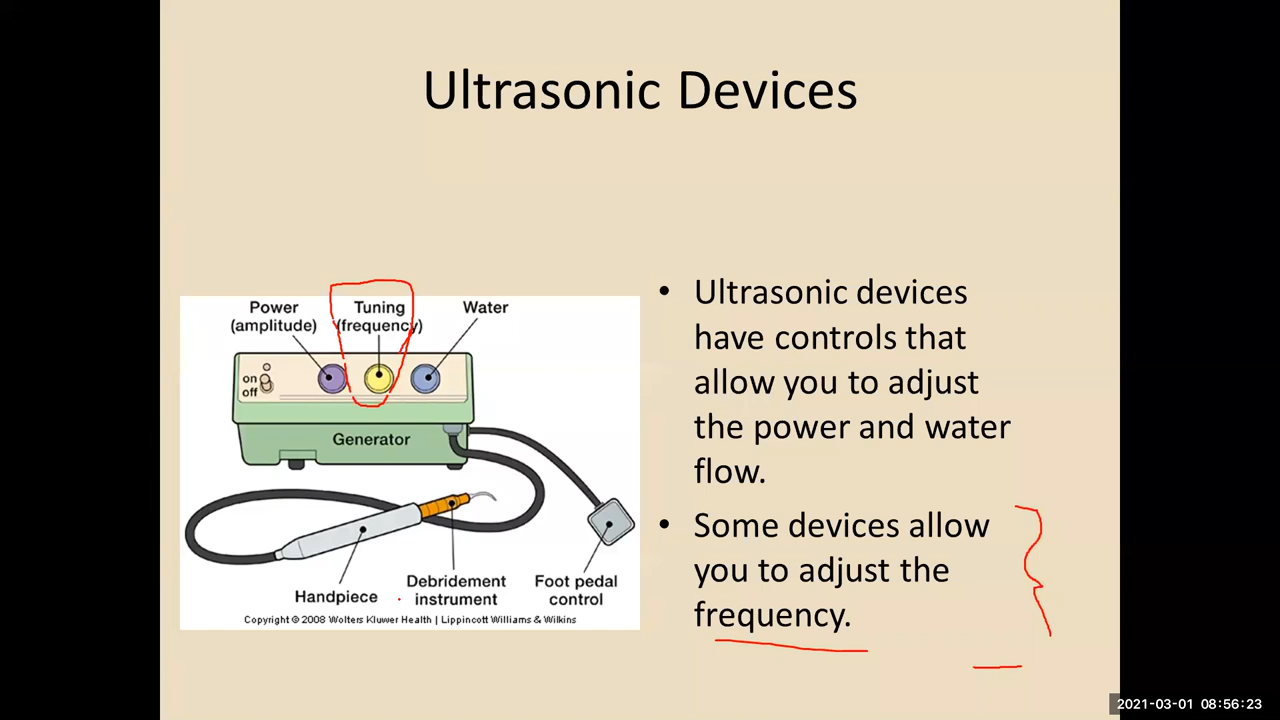 Ultrasonic Devices
Power
(amplitude)
Tuning
(frequency)
Water
on
off
Generator
Handpiece
Debridement
instrument
Foot pedal
control
Copyright © 2008 Wolters Kluwer Health | Lippincott Williams & Wilkins
• Ultrasonic devices
have controls that
allow you to adjust
the power and water
flow.
• Some devices allow
you to adjust the
frequency.
2021-03-01 08:56:23